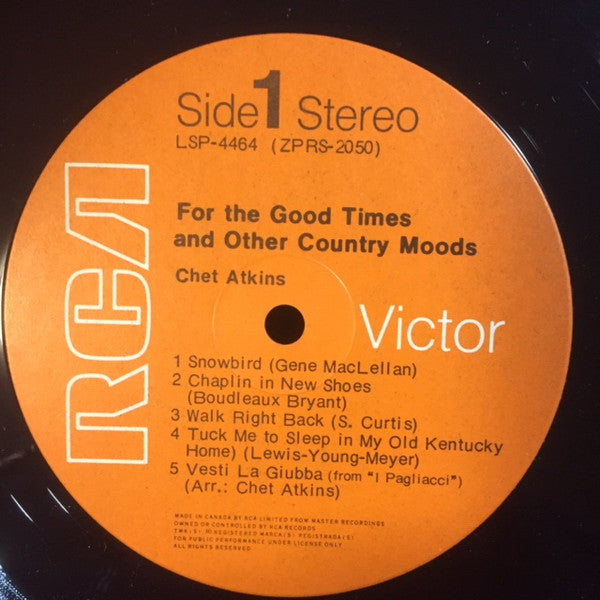 Side 1 Stereo
LSP-4464 (ZPRS-2050)
For the Good Times
and Other Country Moods
Chet Atkins
RCA
Victor
1 Snowbird (Gene MacLellan)
2 Chaplin in New Shoes
(Boudleaux Bryant)
3 Walk Right Back (S. Curtis)
4 Tuck Me to Sleep in My Old Kentucky
Home) (Lewis-Young-Meyer)
5 Vesti La Giubba (from "I Pagliacci")
(Arr.: Chet Atkins)
MADE IN CANADA BY RCA LIMITED FROM MASTER RECORDINGS
OWNED OR CONTROLLED BY RCA RECORDS
TMK(S)· REGISTERED MARCA(S) REGISTRADA(S)
FOR PUBLIC PERFORMANCE UNDER LICENSE ONLY
ALL RIGHTS RESERVED